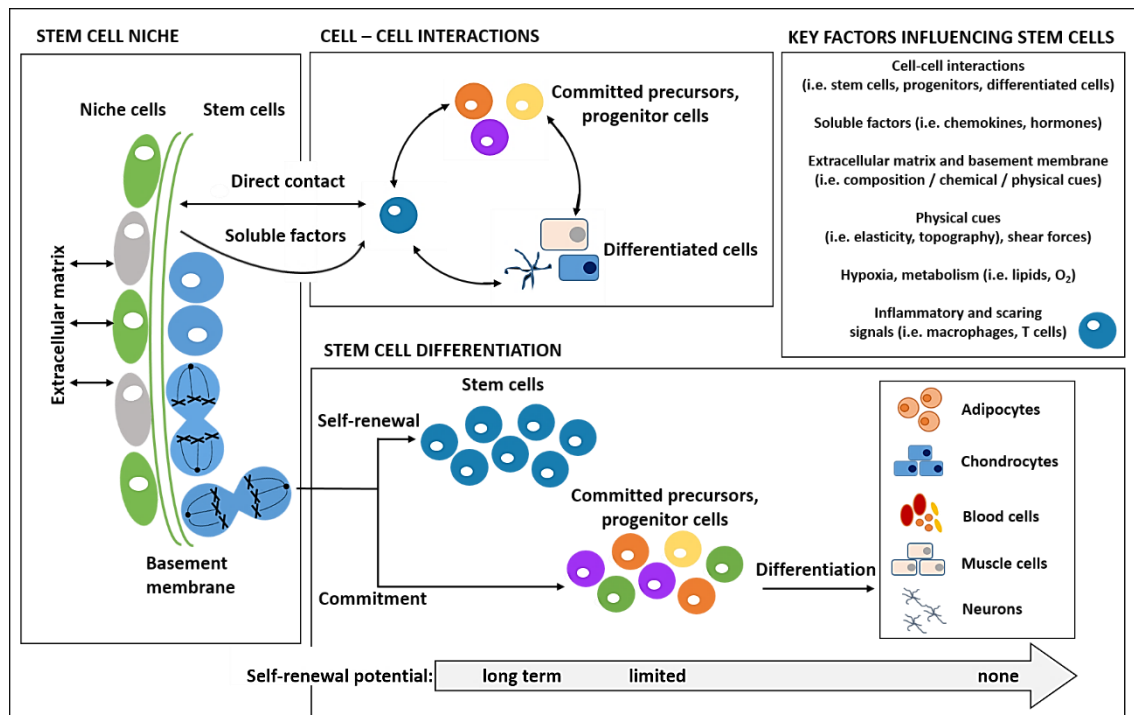 STEM CELL NICHE
Niche cells
Stem cells
Extracellular matrix
Basement
membrane
CELL – CELL INTERACTIONS
Committed precursors,
progenitor cells
Direct contact
Soluble factors
Differentiated cells
KEY FACTORS INFLUENCING STEM CELLS
Cell-cell interactions
(i.e. stem cells, progenitors, differentiated cells)
Soluble factors (i.e. chemokines, hormones)
Extracellular matrix and basement membrane
(i.e. composition / chemical / physical cues)
Physical cues
(i.e. elasticity, topography), shear forces
Hypoxia, metabolism (i.e. lipids, O₂)
Inflammatory and scaring
signals (i.e. macrophages, T cells)
STEM CELL DIFFERENTIATION
Stem cells
Self-renewal
Committed precursors,
progenitor cells
Commitment
Differentiation
Adipocytes
Chondrocytes
Blood cells
Muscle cells
Neurons
Self-renewal potential: long term limited none